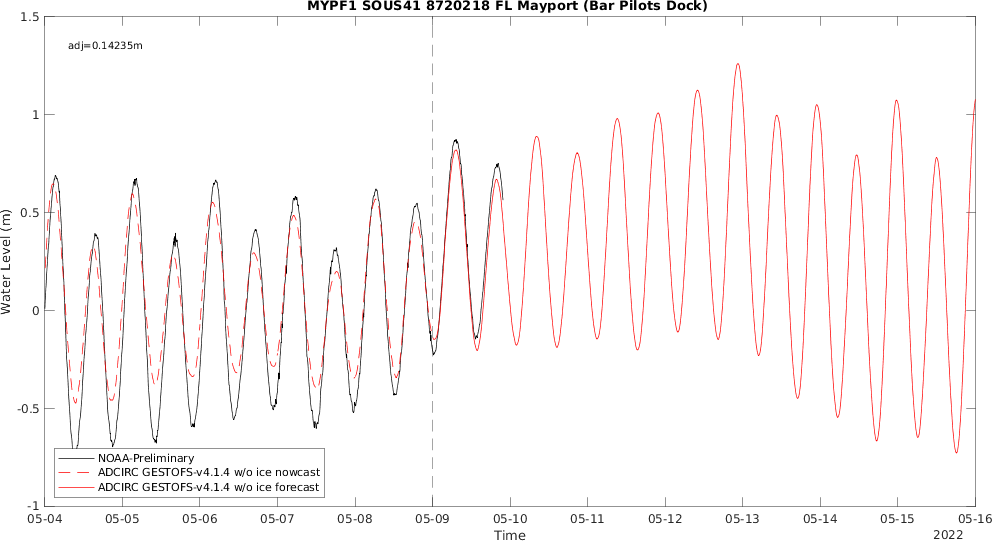 MYPF1 SOUS41 8720218 FL Mayport (Bar Pilots Dock)
adj=0.14235m
1.5
1
0.5
0
-0.5
-1
Water Level (m)
NOAA-Preliminary
ADCIRC GESTOFS-v4.1.4 w/o ice nowcast
ADCIRC GESTOFS-v4.1.4 w/o ice forecast
05-04 05-05 05-06 05-07 05-08 05-09 05-10 05-11 05-12 05-13 05-14 05-15 05-16
Time
2022